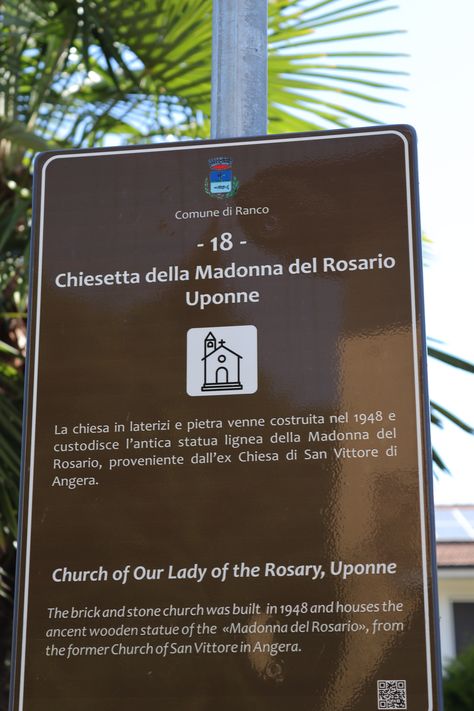 Comune di Ranco
- 18 -
Chiesetta della Madonna del Rosario
Uponne
La chiesa in laterizi e pietra venne costruita nel 1948 e
custodisce l'antica statua lignea della Madonna del
Rosario, proveniente dall'ex Chiesa di San Vittore di
Angera.
Church of Our Lady of the Rosary, Uponne
The brick and stone church was built in 1948 and houses the
ancent wooden statue of the «Madonna del Rosario», from
the former Church of San Vittore in Angera.